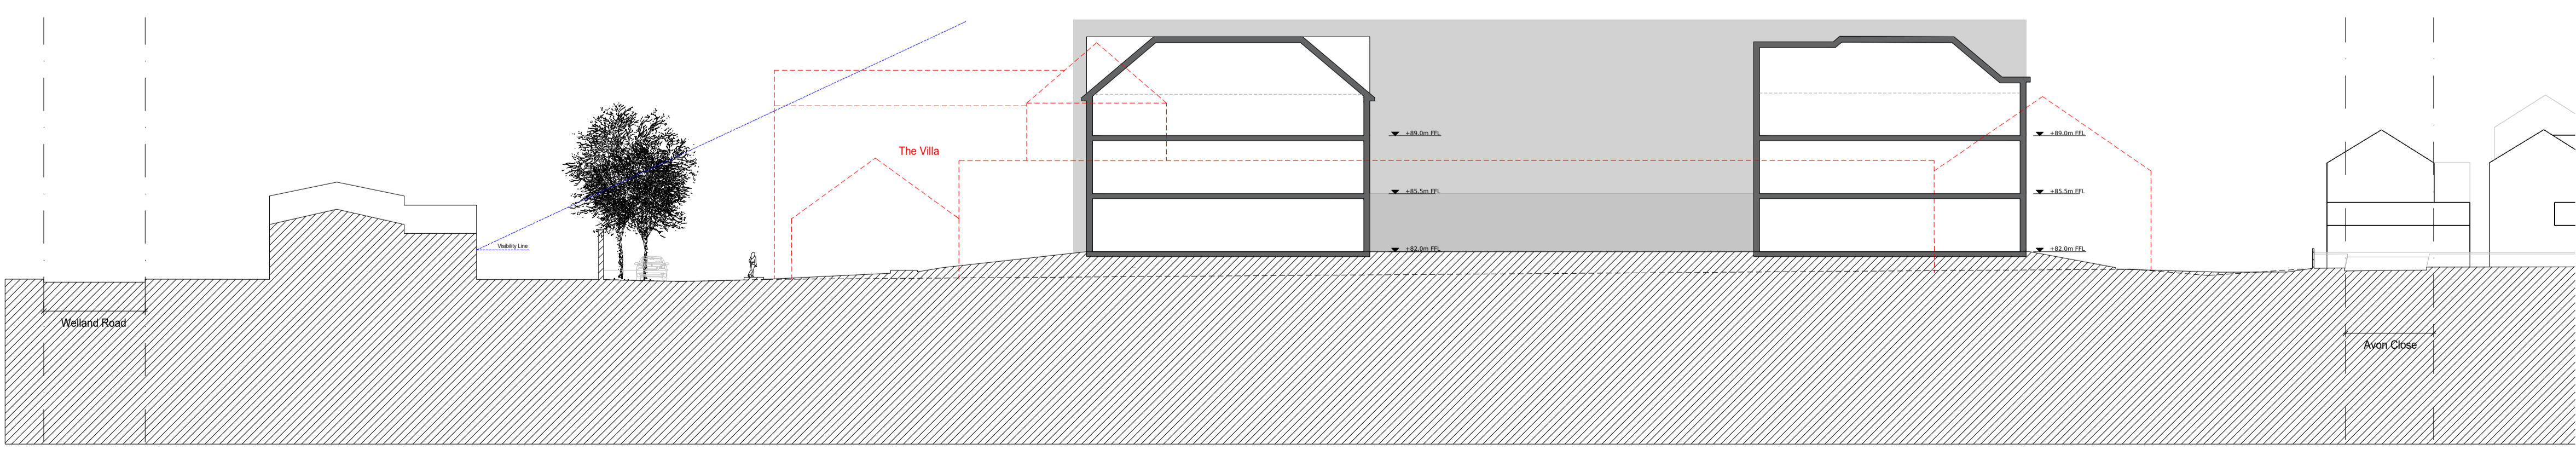 The Villa
+89.0m FFL
+89.0m FFL
+85.5m FFL
+85.5m FFL
Visibility Line
+82.0m FFL
+82.0m FFL
Welland Road
Avon Close